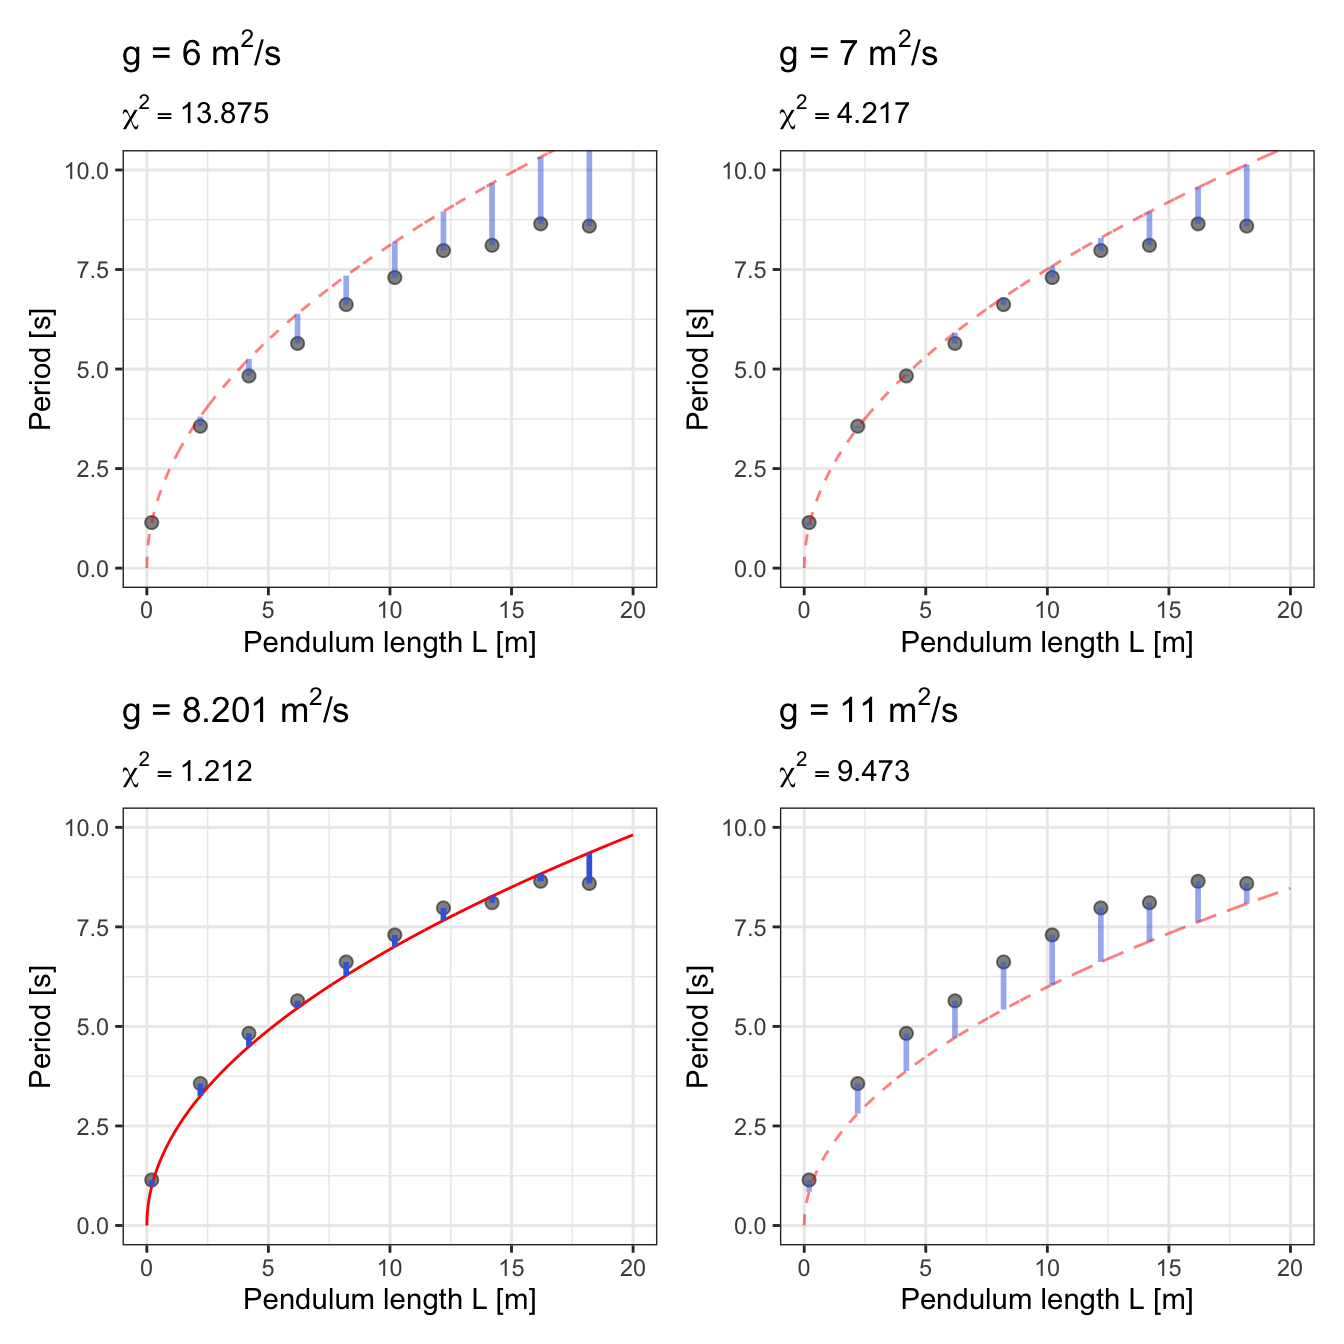 g = 6 m²/s
χ² = 13.875
10.0
7.5
5.0
2.5
0.0
Period [s]
0 5 10 15 20
Pendulum length L [m]
g = 7 m²/s
χ² = 4.217
10.0
7.5
5.0
2.5
0.0
Period [s]
0 5 10 15 20
Pendulum length L [m]
g = 8.201 m²/s
χ² = 1.212
10.0
7.5
5.0
2.5
0.0
Period [s]
0 5 10 15 20
Pendulum length L [m]
g = 11 m²/s
χ² = 9.473
10.0
7.5
5.0
2.5
0.0
Period [s]
0 5 10 15 20
Pendulum length L [m]